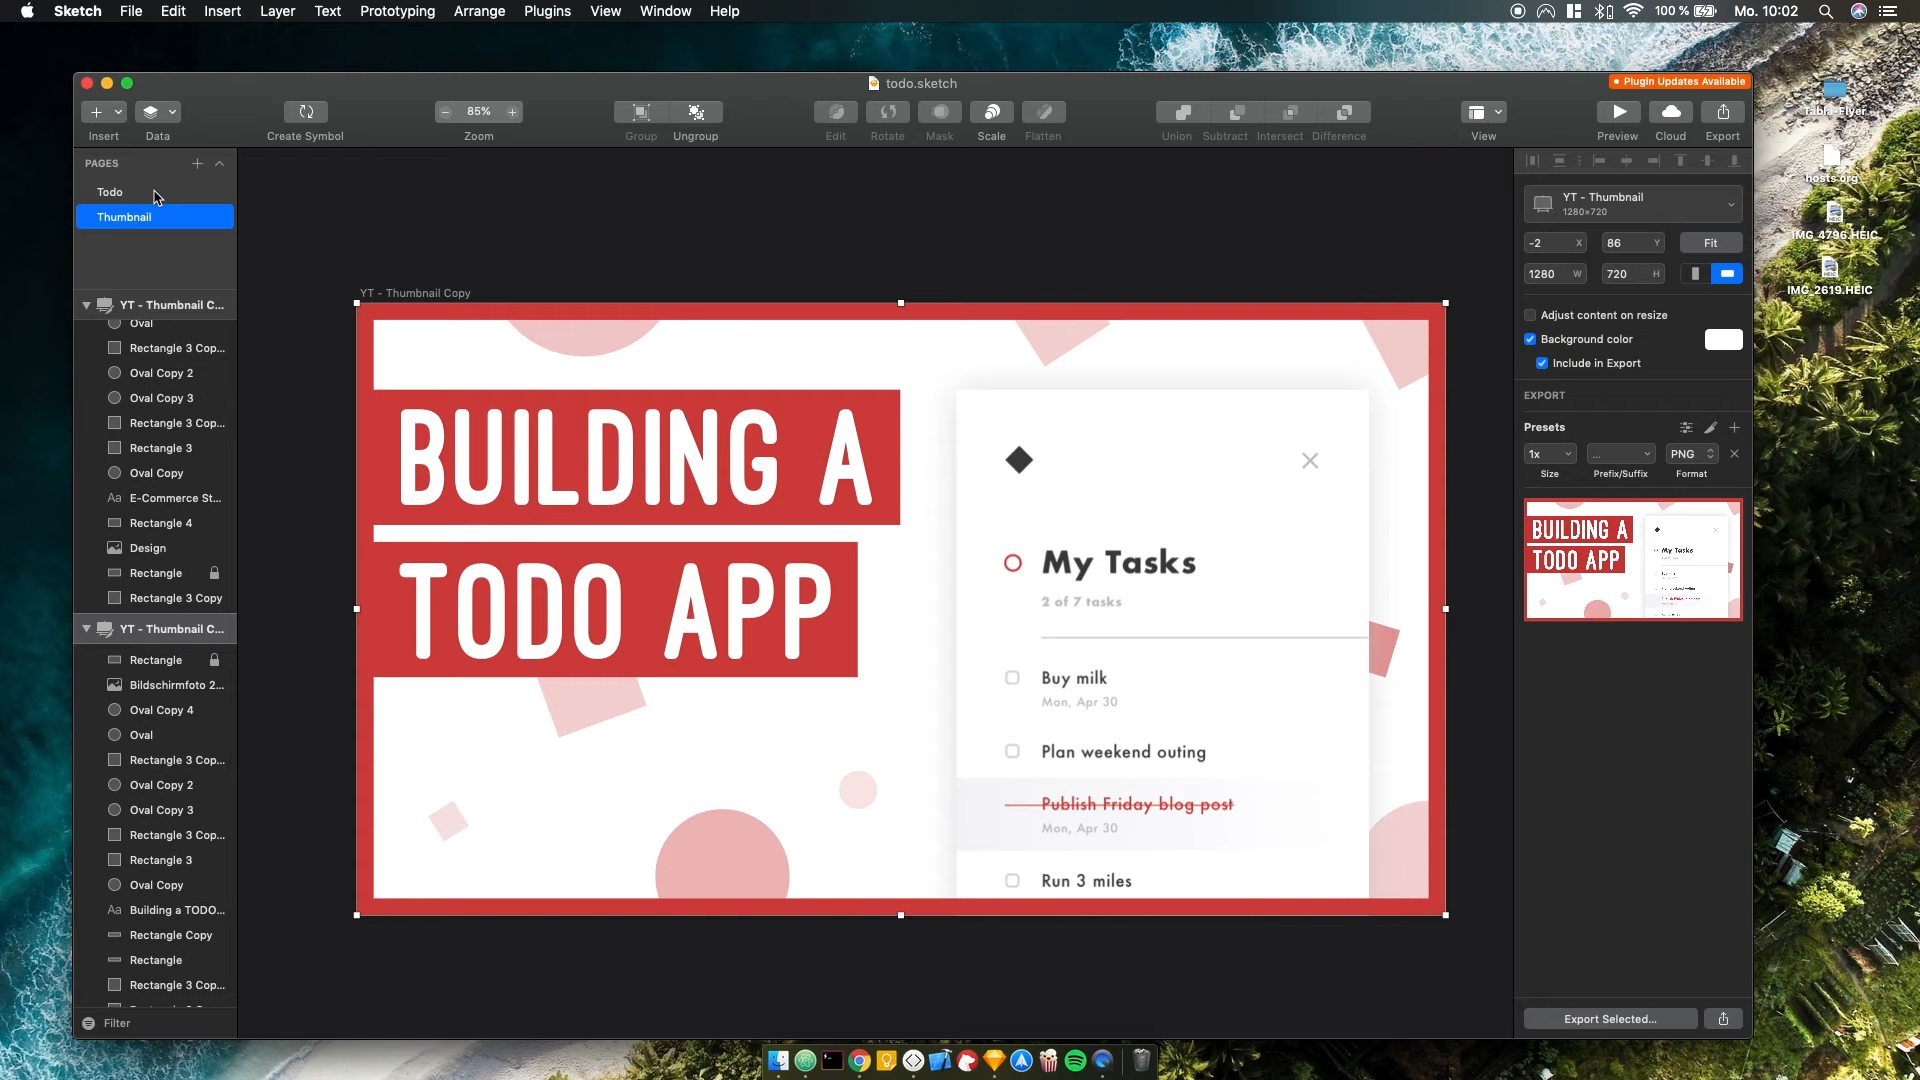 Sketch File Edit Insert Layer Text Prototyping Arrange Plugins View Window Help
100 % Mo. 10:02
todo.sketch
Plugin Updates Available
85%
Insert Data Create Symbol Zoom Group Ungroup Edit Rotate Mask Scale Flatten Union Subtract Intersect Difference View Preview Cloud Export
PAGES
Todo
Thumbnail
YT - Thumbnail C...
Oval
Rectangle 3 Cop...
Oval Copy 2
Oval Copy 3
Rectangle 3 Cop...
Rectangle 3
Oval Copy
Aa E-Commerce St...
Rectangle 4
Design
Rectangle
Rectangle 3 Copy
YT - Thumbnail C...
Rectangle
Bildschirmfoto 2...
Oval Copy 4
Oval
Rectangle 3 Cop...
Oval Copy 2
Oval Copy 3
Rectangle 3 Cop...
Rectangle 3
Oval Copy
Aa Building a TODO...
Rectangle Copy
Rectangle
Rectangle 3 Cop...
Filter
YT - Thumbnail Copy
BUILDING A
TODO APP
My Tasks
2 of 7 tasks
Buy milk
Mon, Apr 30
Plan weekend outing
Publish Friday blog post
Mon, Apr 30
Run 3 miles
YT - Thumbnail
1280×720
-2 X 86 Y Fit
1280 W 720 H
Adjust content on resize
Background color
Include in Export
EXPORT
Presets
1x ... PNG
Size Prefix/Suffix Format
BUILDING A
TODO APP
My Tasks
Export Selected...
Tabla-Flyer
hosts.org
IMG_4796.HEIC
IMG_2619.HEIC